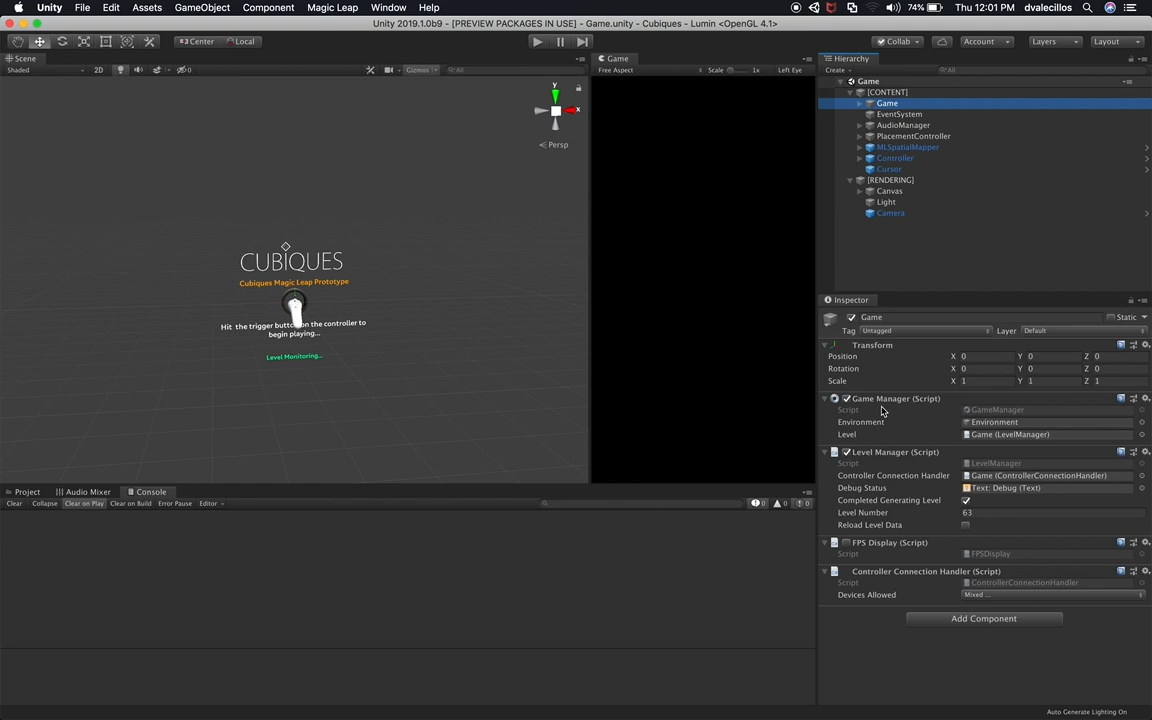 Unity File Edit Assets GameObject Component Magic Leap Window Help 74% Thu 12:01 PM dvalecillos
Unity 2019.1.0b9 - [PREVIEW PACKAGES IN USE] - Game.unity - Cubiques - Lumin <OpenGL 4.1>
Center Local Collab Account Layers Layout
Scene Game Hierarchy
Shaded 2D 0 Gizmos All Free Aspect Scale 1x Left Eye Create All
Game
[CONTENT]
Game
EventSystem
AudioManager
PlacementController
MLSpatialMapper
Controller
Cursor
[RENDERING]
Canvas
Light
Camera
y
x
Persp
CUBIQUES
Cubiques Magic Leap Prototype
Hit the trigger button on the controller to
begin playing...
Level Monitoring...
Inspector
Game Static
Tag Untagged Layer Default
Transform
Position X 0 Y 0 Z 0
Rotation X 0 Y 0 Z 0
Scale X 1 Y 1 Z 1
Game Manager (Script)
Script GameManager
Environment Environment
Level Game (LevelManager)
Level Manager (Script)
Script LevelManager
Controller Connection Handler Game (ControllerConnectionHandler)
Debug Status Text: Debug (Text)
Completed Generating Level
Level Number 63
Reload Level Data
FPS Display (Script)
Script FPSDisplay
Controller Connection Handler (Script)
Script ControllerConnectionHandler
Devices Allowed Mixed ...
Add Component
Project Audio Mixer Console
Clear Collapse Clear on Play Clear on Build Error Pause Editor 0 0 0
Auto Generate Lighting On